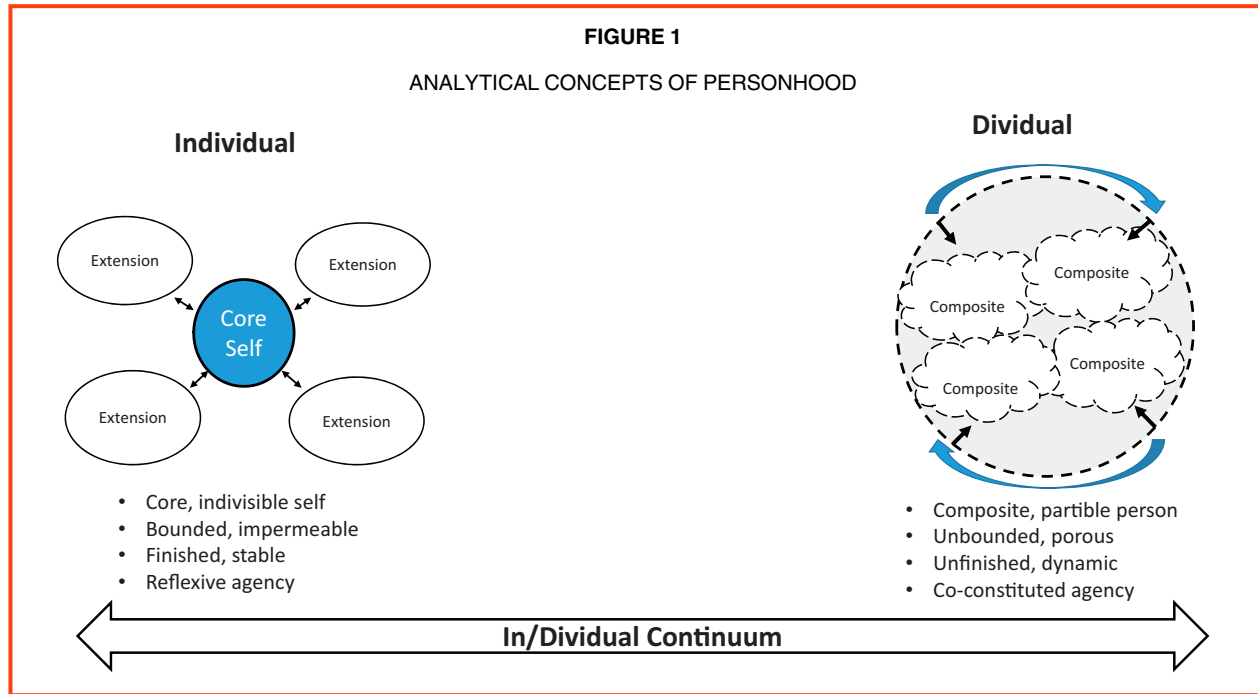 FIGURE 1
ANALYTICAL CONCEPTS OF PERSONHOOD
Individual
Extension
Extension
Core
Self
Extension
Extension
• Core, indivisible self
• Bounded, impermeable
• Finished, stable
• Reflexive agency
Dividual
Composite
Composite
Composite
Composite
• Composite, partible person
• Unbounded, porous
• Unfinished, dynamic
• Co-constituted agency
In/Dividual Continuum